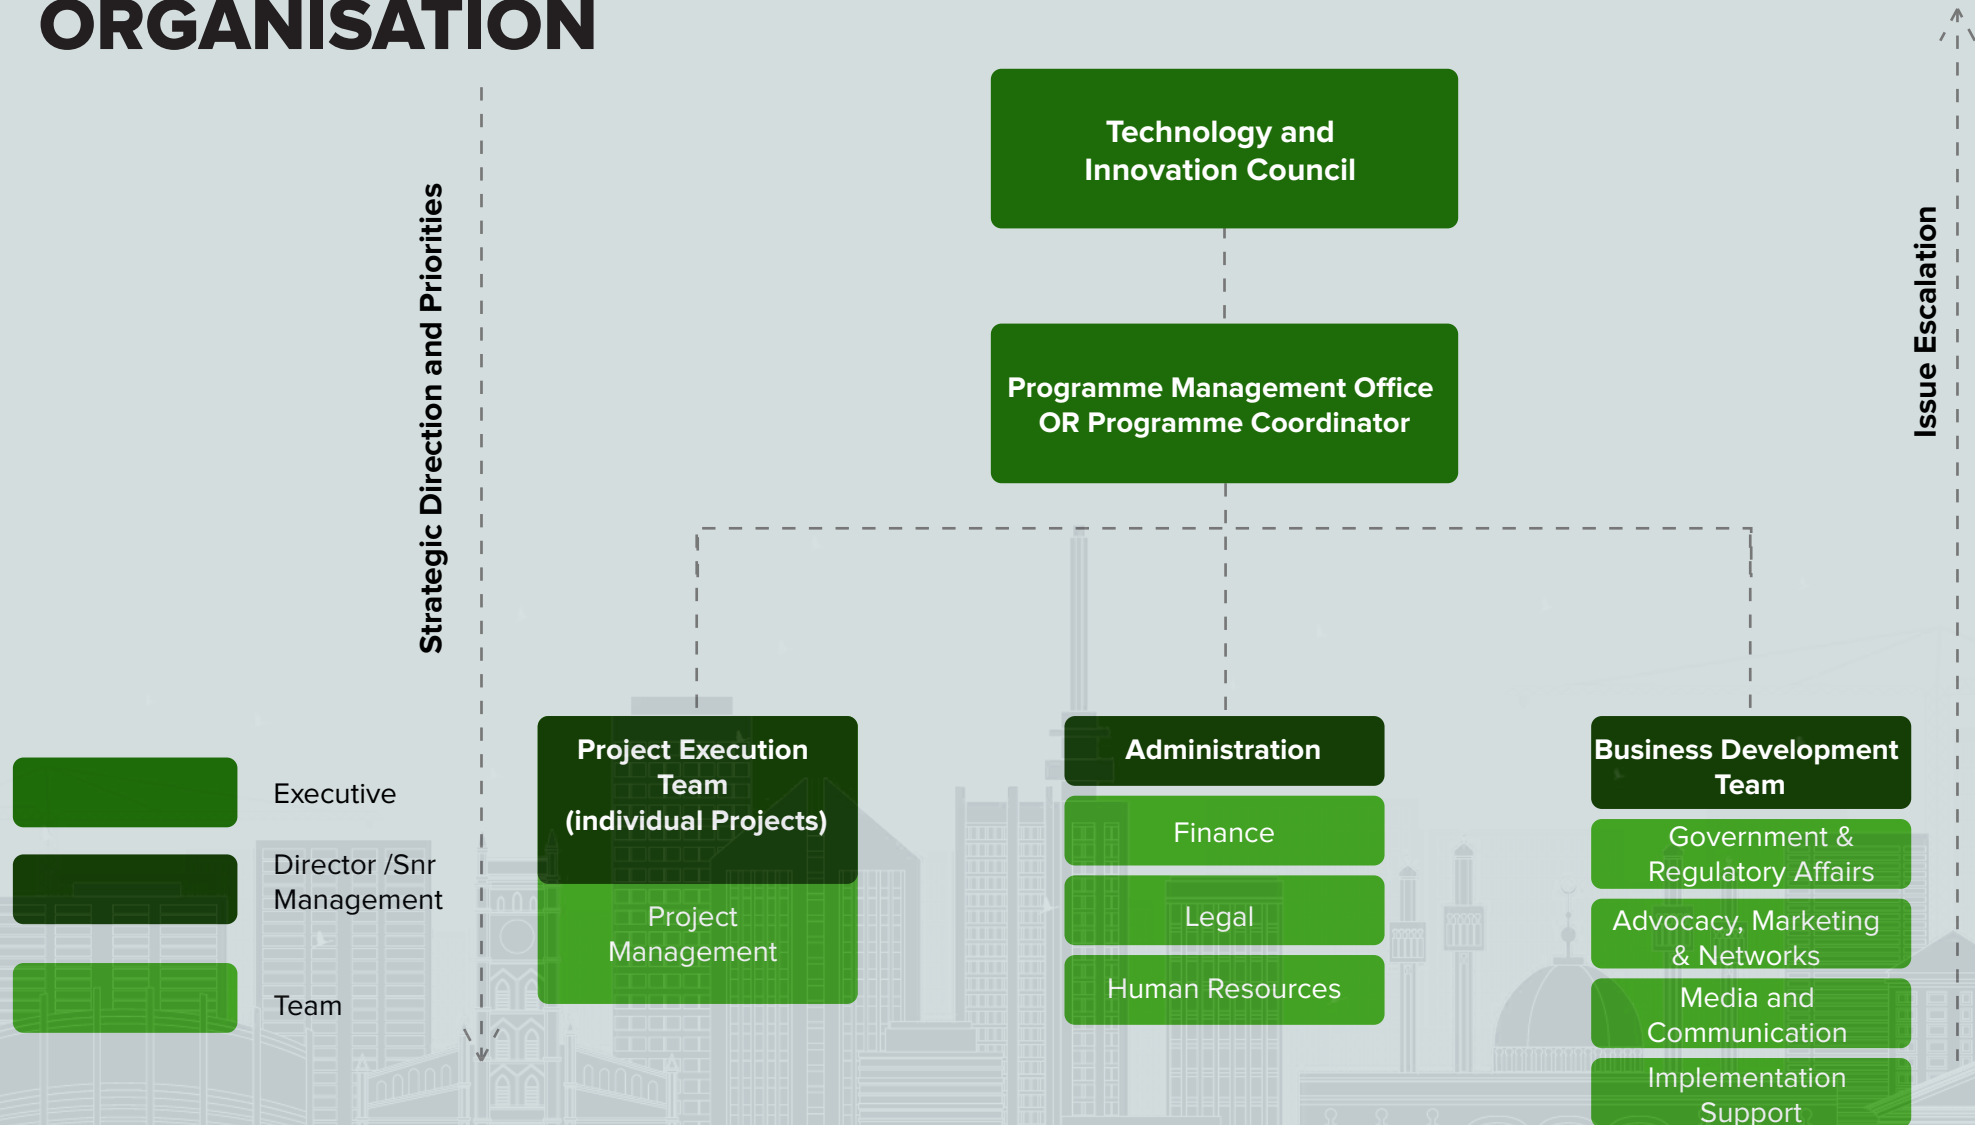 ORGANISATION
Technology and
Innovation Council
Strategic Direction and Priorities
Issue Escalation
Programme Management Office
OR Programme Coordinator
Project Execution
Team
(individual Projects)
Project
Management
Administration
Finance
Legal
Human Resources
Business Development
Team
Government &
Regulatory Affairs
Advocacy, Marketing
& Networks
Media and
Communication
Implementation
Support
Executive
Director /Snr
Management
Team